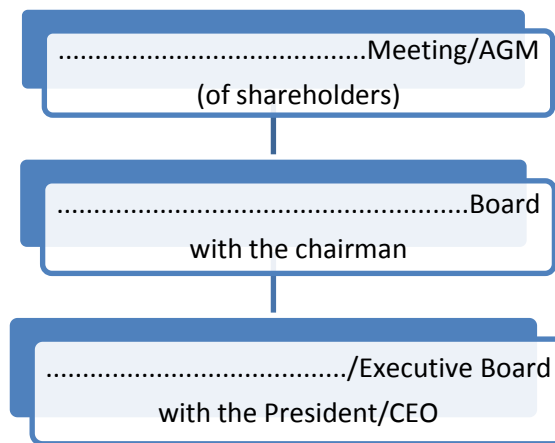 ..........................................Meeting/AGM
(of shareholders)
........................................................Board
with the chairman
........................................./Executive Board
with the President/CEO